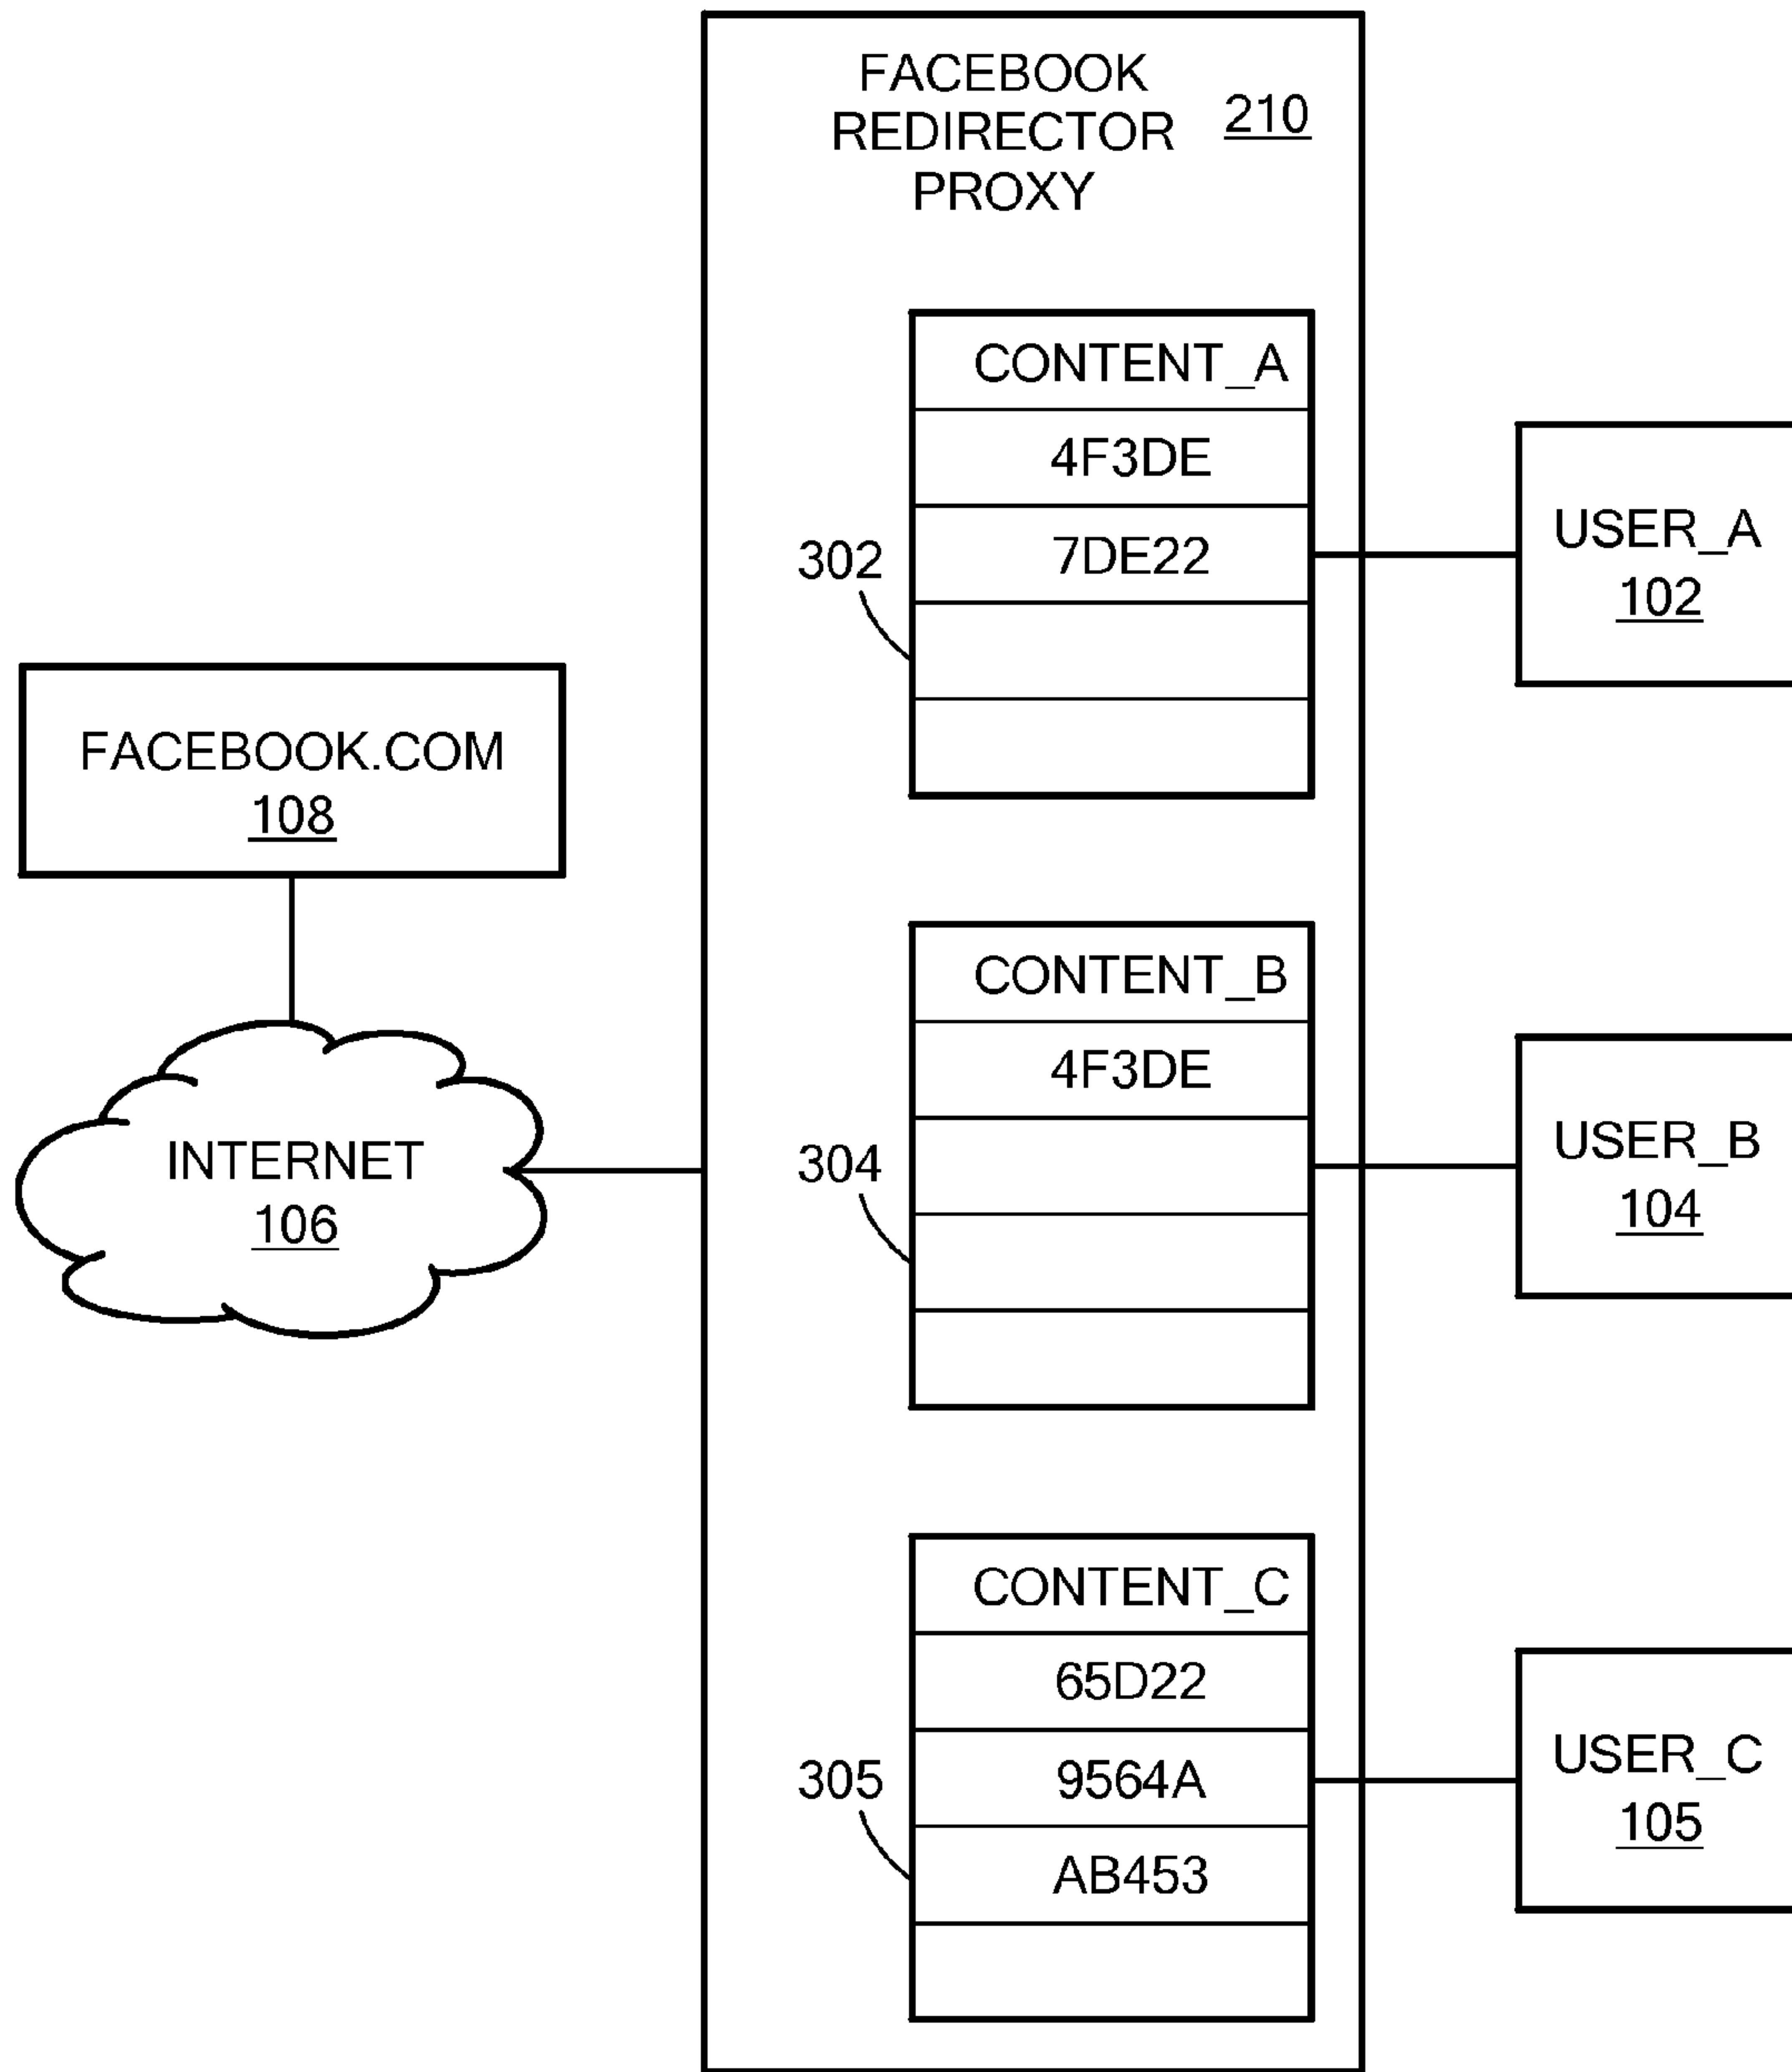 FACEBOOK
REDIRECTOR
PROXY
210
CONTENT_A
4F3DE
7DE22
302
USER_A
102
FACEBOOK.COM
108
CONTENT_B
4F3DE
304
USER_B
104
INTERNET
106
CONTENT_C
65D22
9564A
AB453
305
USER_C
105